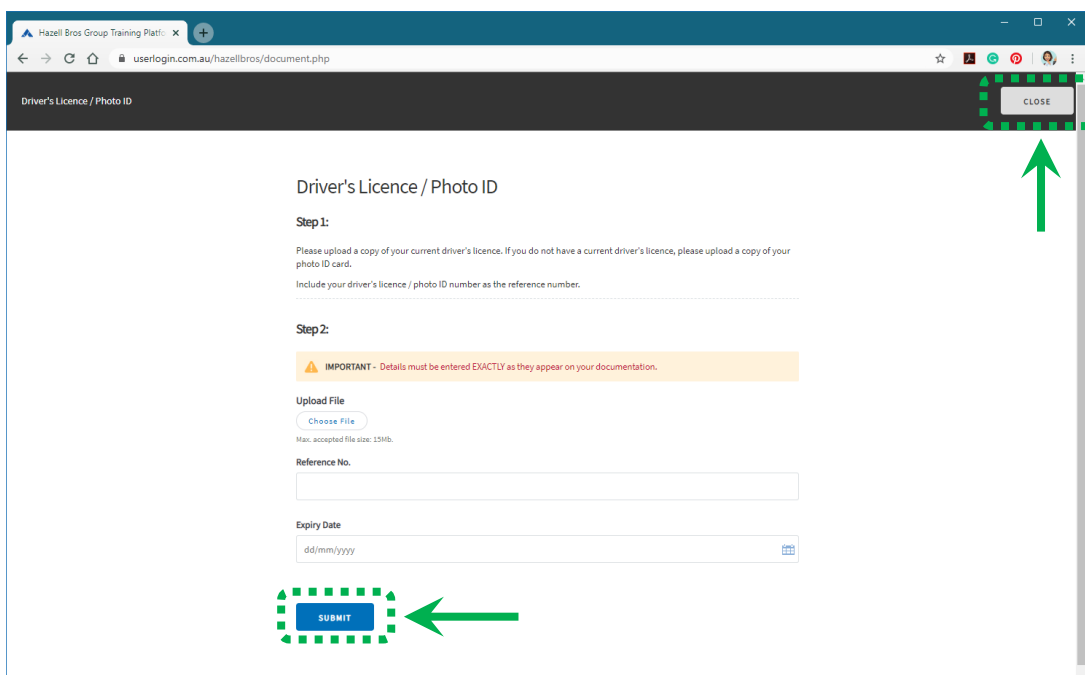 Hazell Bros Group Training Platfo
userlogin.com.au/hazellbros/document.php
Driver's Licence / Photo ID
CLOSE
Driver's Licence / Photo ID
Step 1:
Please upload a copy of your current driver's licence. If you do not have a current driver's licence, please upload a copy of your
photo ID card.
Include your driver's licence / photo ID number as the reference number.
Step 2:
IMPORTANT - Details must be entered EXACTLY as they appear on your documentation.
Upload File
Choose File
Max. accepted file size: 15Mb.
Reference No.
Expiry Date
dd/mm/yyyy
SUBMIT